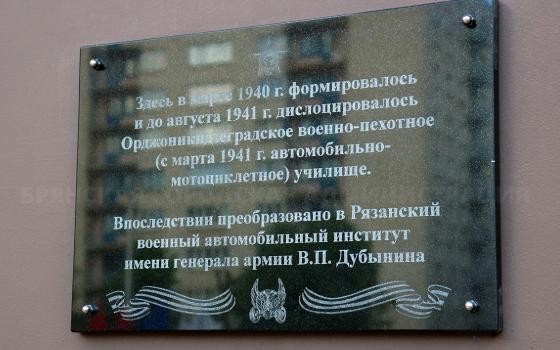 Здесь в марте 1940 г. формировалось
и до августа 1941 г. дислоцировалось
Орджоникидзеградское военно-пехотное
(с марта 1941 г. автомобильно-
мотоциклетное) училище.
Впоследствии преобразовано в Рязанский
военный автомобильный институт
имени генерала армии В.П. Дубынина